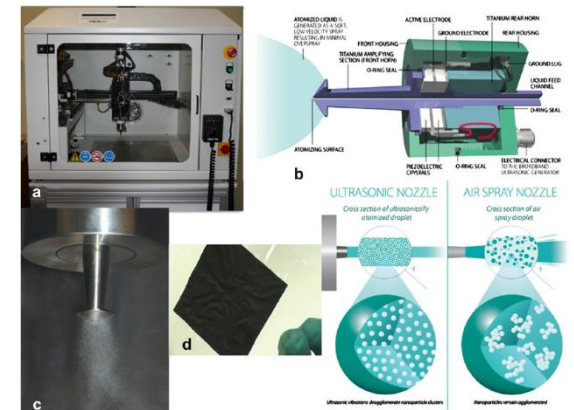 a
ATOMIZED LIQUID IS
GENERATED AS A SOFT,
LOW VELOCITY SPRAY
RESULTING IN MINIMAL
OVERSPRAY
TITANIUM AMPLIFYING
SECTION (FRONT HORN)
FRONT HOUSING
O-RING SEAL
ACTIVE ELECTRODE
GROUND ELECTRODE
TITANIUM REAR HORN
REAR HOUSING
GROUND LUG
LIQUID FEED
CHANNEL
O-RING SEAL
ATOMIZING SURFACE
PIEZOELECTRIC
CRYSTALS
O-RING SEAL
ELECTRICAL CONNECTOR
TO THE BROADBAND
ULTRASONIC GENERATOR
b
c
d
ULTRASONIC NOZZLE
Cross section of ultrasonically
atomized droplet
Ultrasonic vibrations deagglomerate nanoparticle clusters
AIR SPRAY NOZZLE
Cross section of air
spray droplet
Nanoparticles remain agglomerated